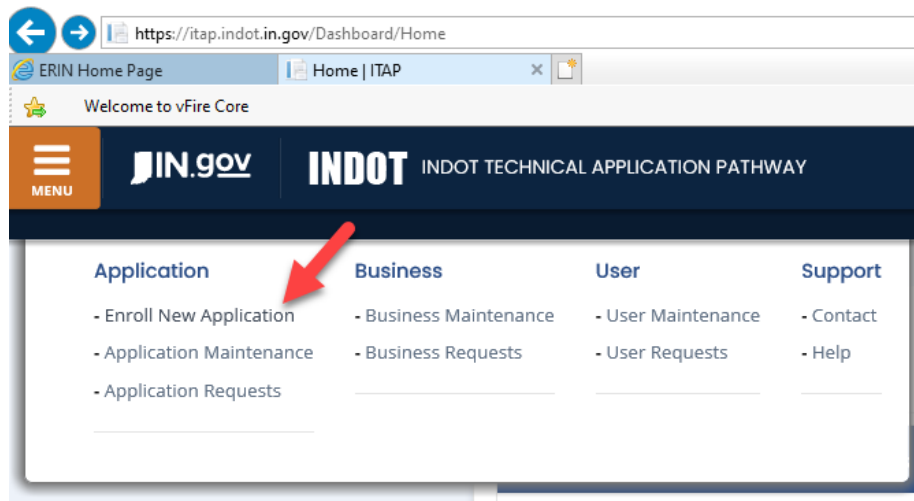 https://itap.indot.in.gov/Dashboard/Home
ERIN Home Page
Home | ITAP
Welcome to vFire Core
MENU
IN.gov
INDOT
INDOT TECHNICAL APPLICATION PATHWAY
Application
- Enroll New Application
- Application Maintenance
- Application Requests
Business
- Business Maintenance
- Business Requests
User
- User Maintenance
- User Requests
Support
- Contact
- Help